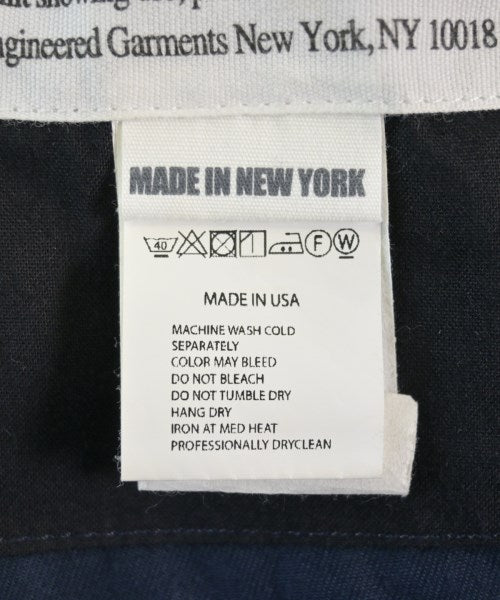 ngineered Garments New York, NY 10018
MADE IN NEW YORK
40 F W
MADE IN USA
MACHINE WASH COLD
SEPARATELY
COLOR MAY BLEED
DO NOT BLEACH
DO NOT TUMBLE DRY
HANG DRY
IRON AT MED HEAT
PROFESSIONALLY DRYCLEAN